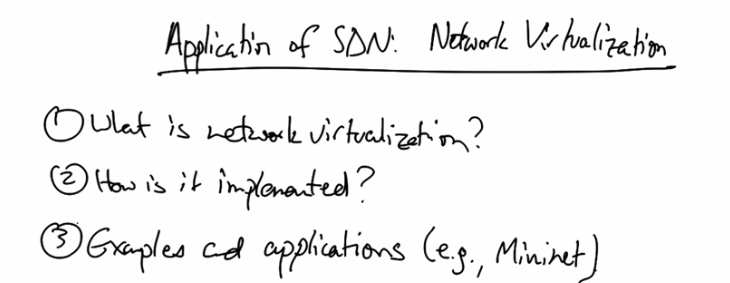 Application of SDN: Network Virtualization
① What is network virtualization?
② How is it implemented?
③ Examples and applications (e.g., Mininet)